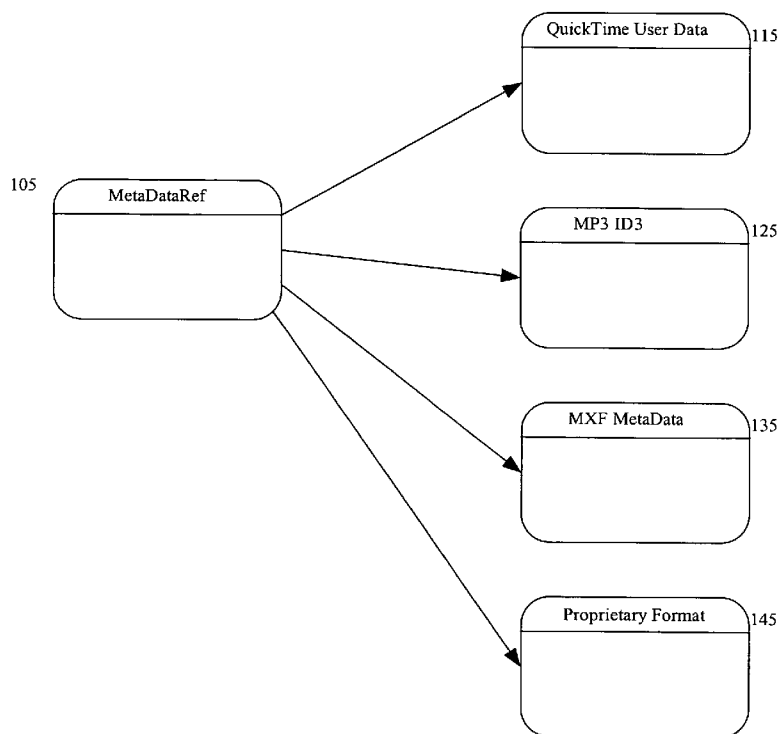 QuickTime User Data 115
105 MetaDataRef
MP3 ID3 125
MXF MetaData 135
Proprietary Format 145